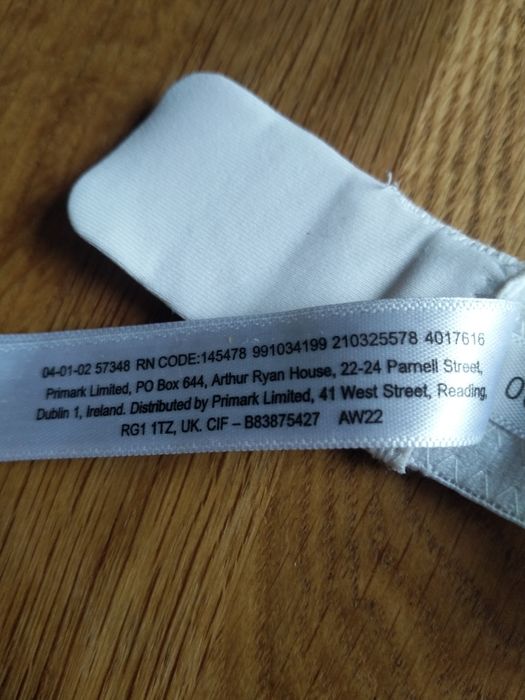 04-01-02 57348 RN CODE:145478 991034199 210325578 4017616
Primark Limited, PO Box 644, Arthur Ryan House, 22-24 Parnell Street,
Dublin 1, Ireland. Distributed by Primark Limited, 41 West Street, Reading,
RG1 1TZ, UK. CIF – B83875427 AW22